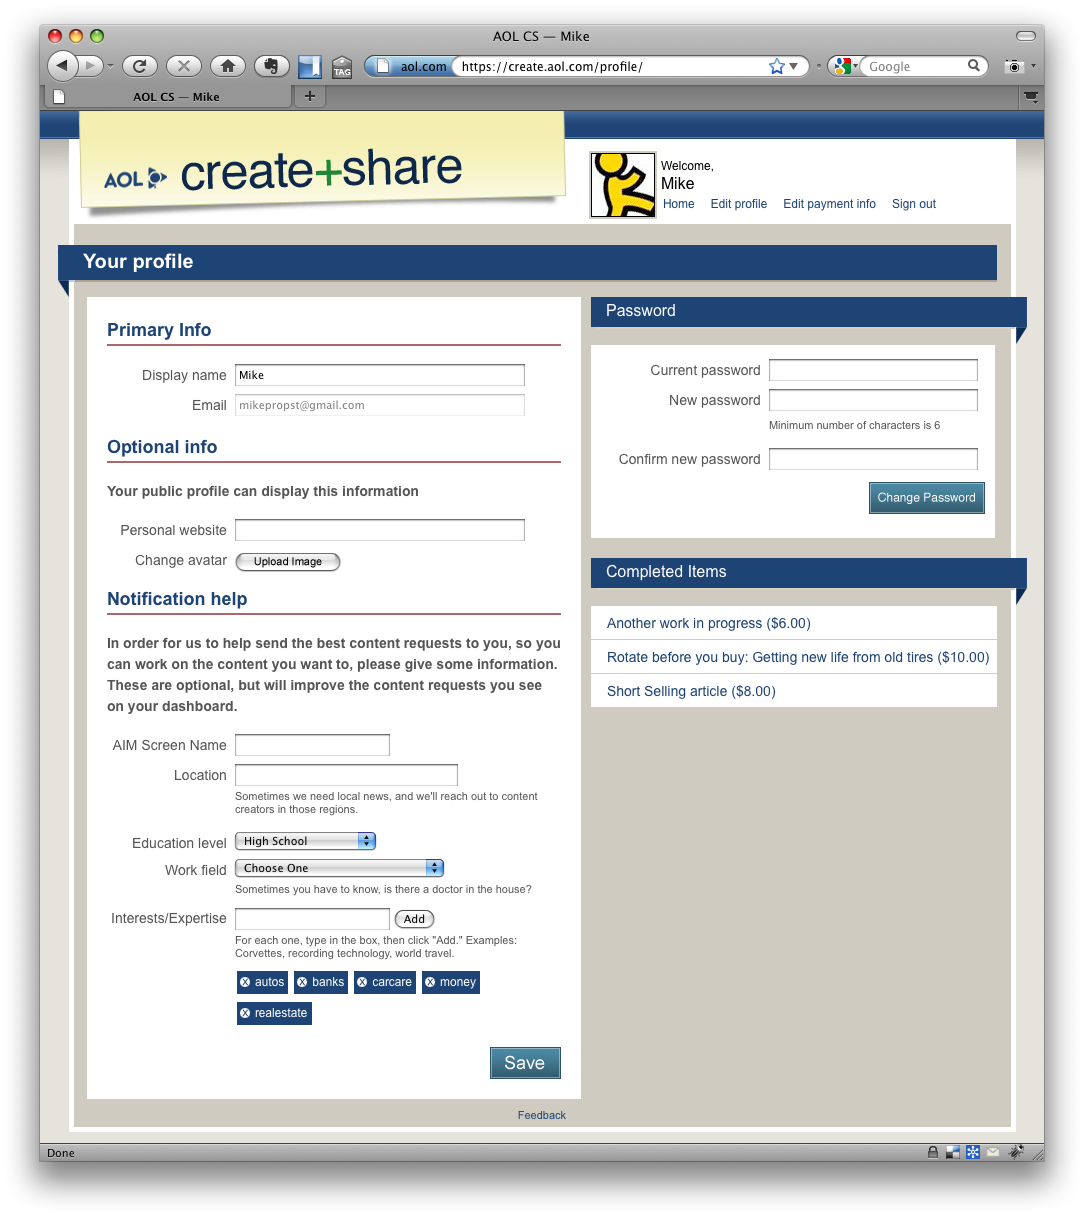 AOL CS — Mike
TAG
aol.com https://create.aol.com/profile/
Google
AOL CS — Mike
AOL create+share
Welcome,
Mike
Home Edit profile Edit payment info Sign out
Your profile
Primary Info
Display name Mike
Email mikepropst@gmail.com
Optional info
Your public profile can display this information
Personal website
Change avatar Upload Image
Notification help
In order for us to help send the best content requests to you, so you
can work on the content you want to, please give some information.
These are optional, but will improve the content requests you see
on your dashboard.
AIM Screen Name
Location
Sometimes we need local news, and we'll reach out to content
creators in those regions.
Education level High School
Work field Choose One
Sometimes you have to know, is there a doctor in the house?
Interests/Expertise Add
For each one, type in the box, then click "Add." Examples:
Corvettes, recording technology, world travel.
autos banks carcare money
realestate
Save
Password
Current password
New password
Minimum number of characters is 6
Confirm new password
Change Password
Completed Items
Another work in progress ($6.00)
Rotate before you buy: Getting new life from old tires ($10.00)
Short Selling article ($8.00)
Feedback
Done